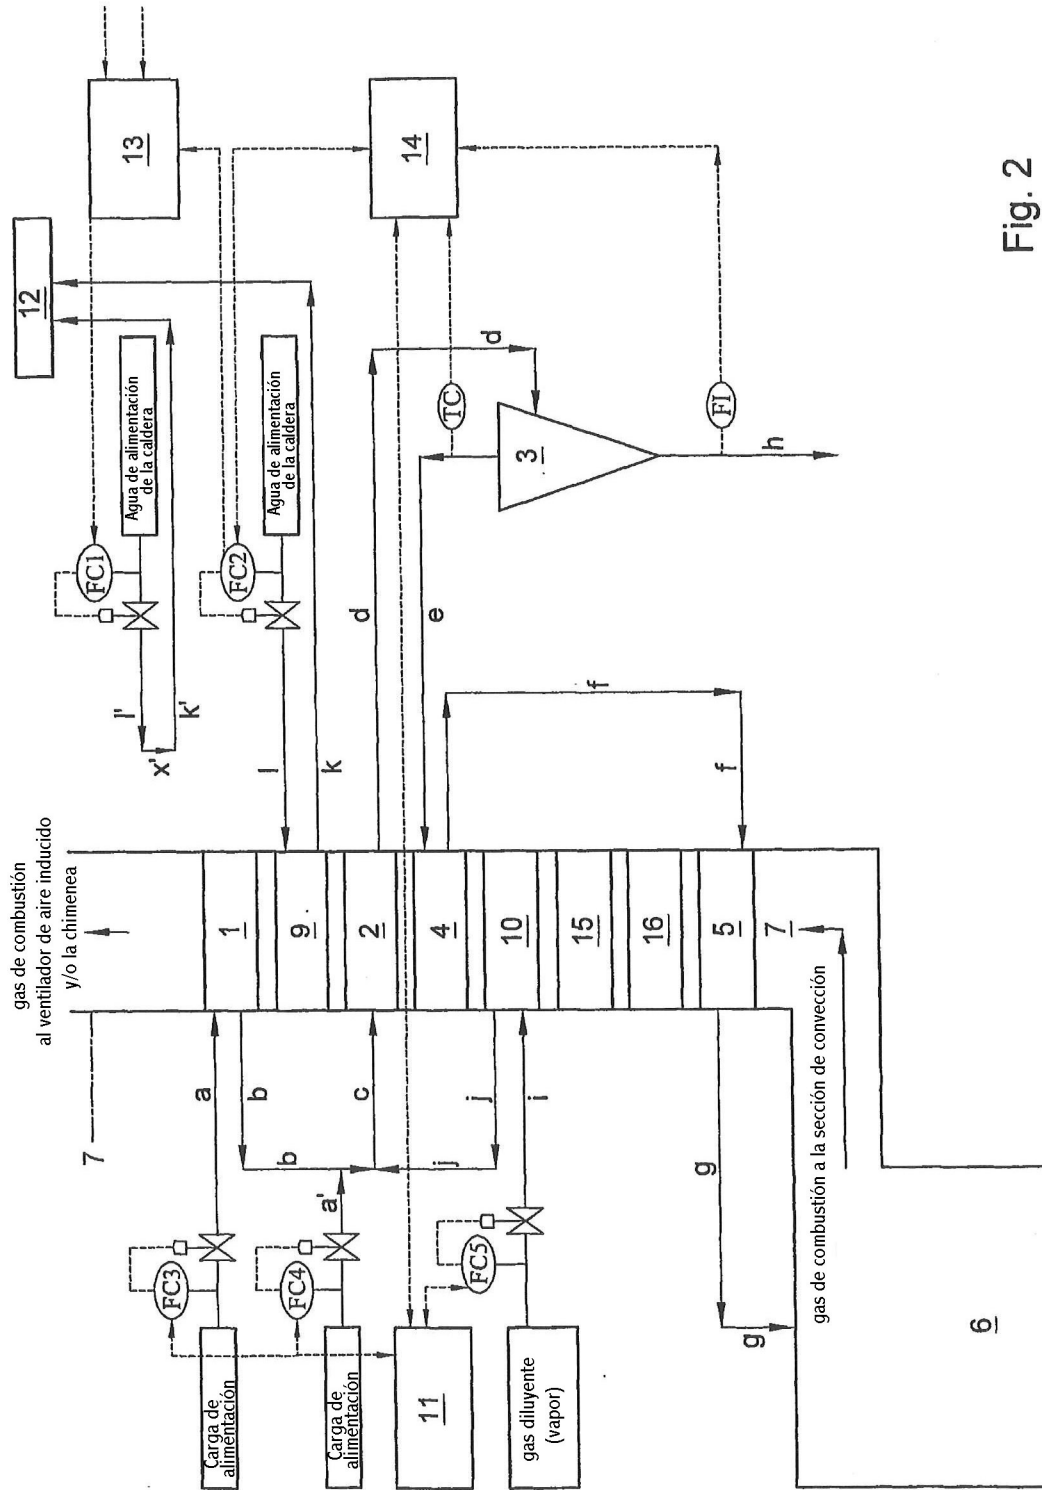 gas de combustión
al ventilador de aire inducido
y/o la chimenea
7
12
13
14
Agua de alimentación
de la caldera
FC1
l'
x'
k'
Agua de alimentación
de la caldera
FC2
l
k
d
d
e
TC
3
FI
h
f
f
1
9
2
4
10
15
16
5
7
a
b
b
c
a'
j
j
i
g
g
FC3
FC4
FC5
Carga de
alimentación
Carga de
alimentación
11
gas diluyente
(vapor)
gas de combustión a la sección de convección
6
Fig. 2